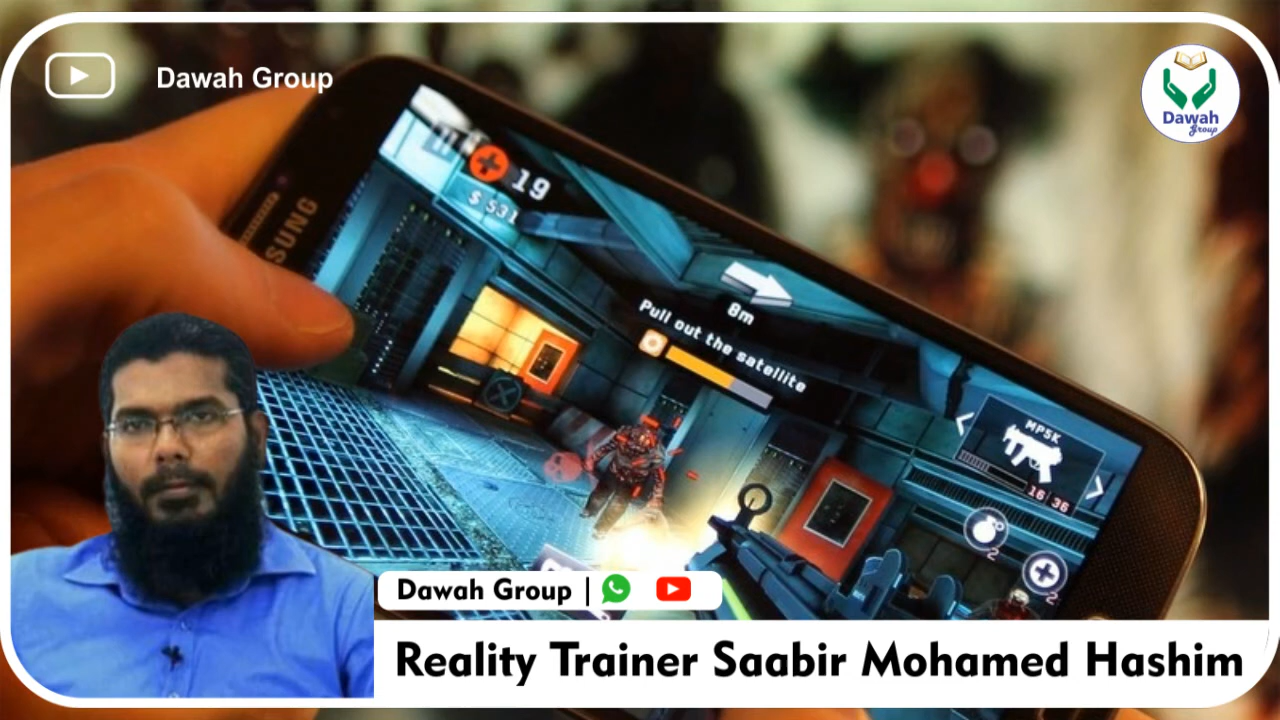 Dawah Group
Dawah
Group
SUNG
19
$ 531
8m
Pull out the satellite
MP5K
16 36
2
2
Dawah Group |
Reality Trainer Saabir Mohamed Hashim